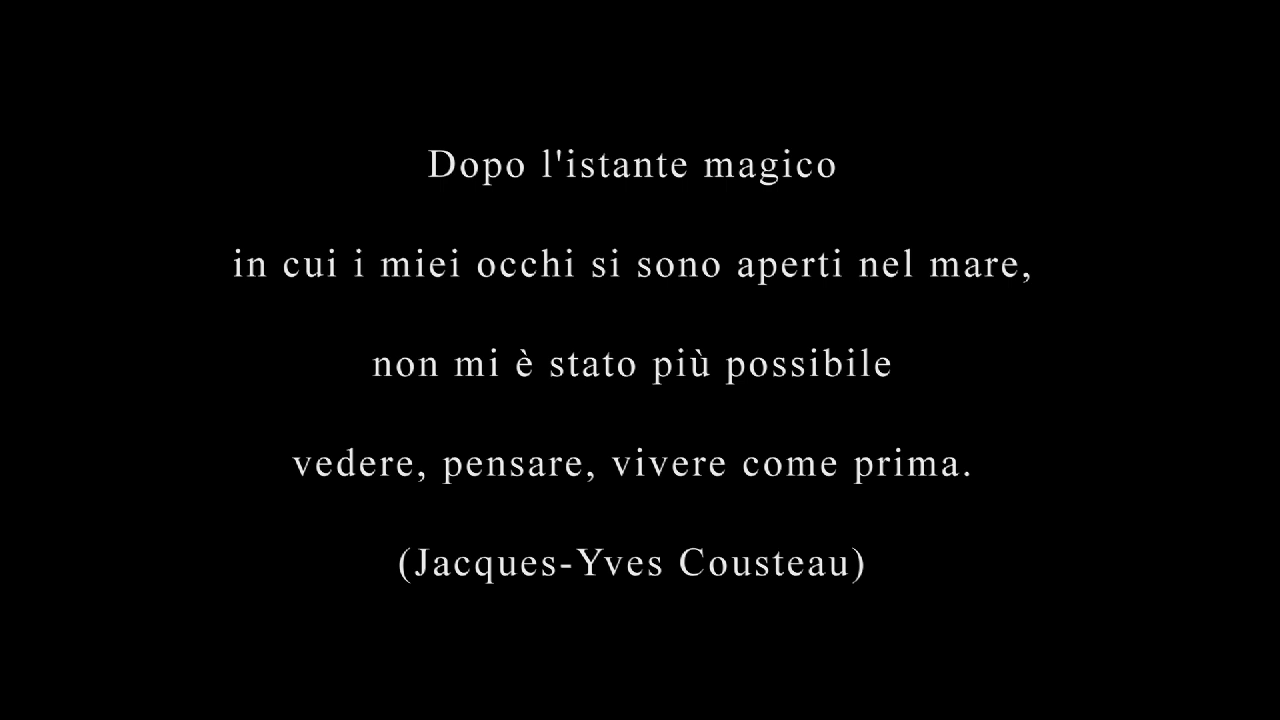 Dopo l'istante magico
in cui i miei occhi si sono aperti nel mare,
non mi è stato più possibile
vedere, pensare, vivere come prima.
(Jacques-Yves Cousteau)